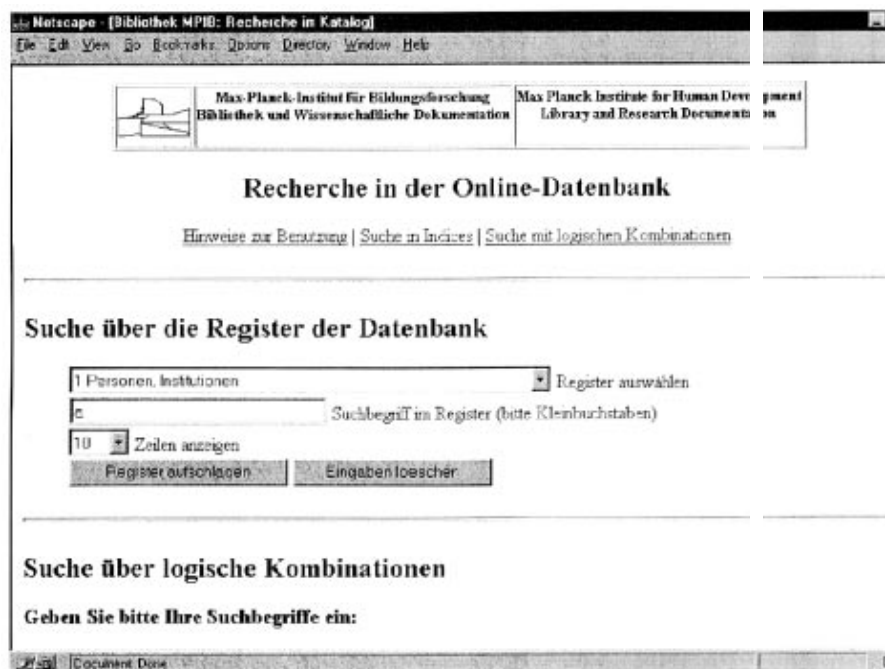 Netscape - [Bibliothek MPIB: Recherche im Katalog]
File Edit View Go Bookmarks Options Directory Window Help
Max-Planck-Institut für Bildungsforschung
Bibliothek und Wissenschaftliche Dokumentation
Max Planck Institute for Human Development
Library and Research Documentation
Recherche in der Online-Datenbank
Hinweise zur Benutzung | Suche in Indices | Suche mit logischen Kombinationen
Suche über die Register der Datenbank
1 Personen, Institutionen Register auswählen
Suchbegriff im Register (bitte Kleinbuchstaben)
10 Zeilen anzeigen
Register aufschlagen Eingaben loeschen
Suche über logische Kombinationen
Geben Sie bitte Ihre Suchbegriffe ein:
Document: Done